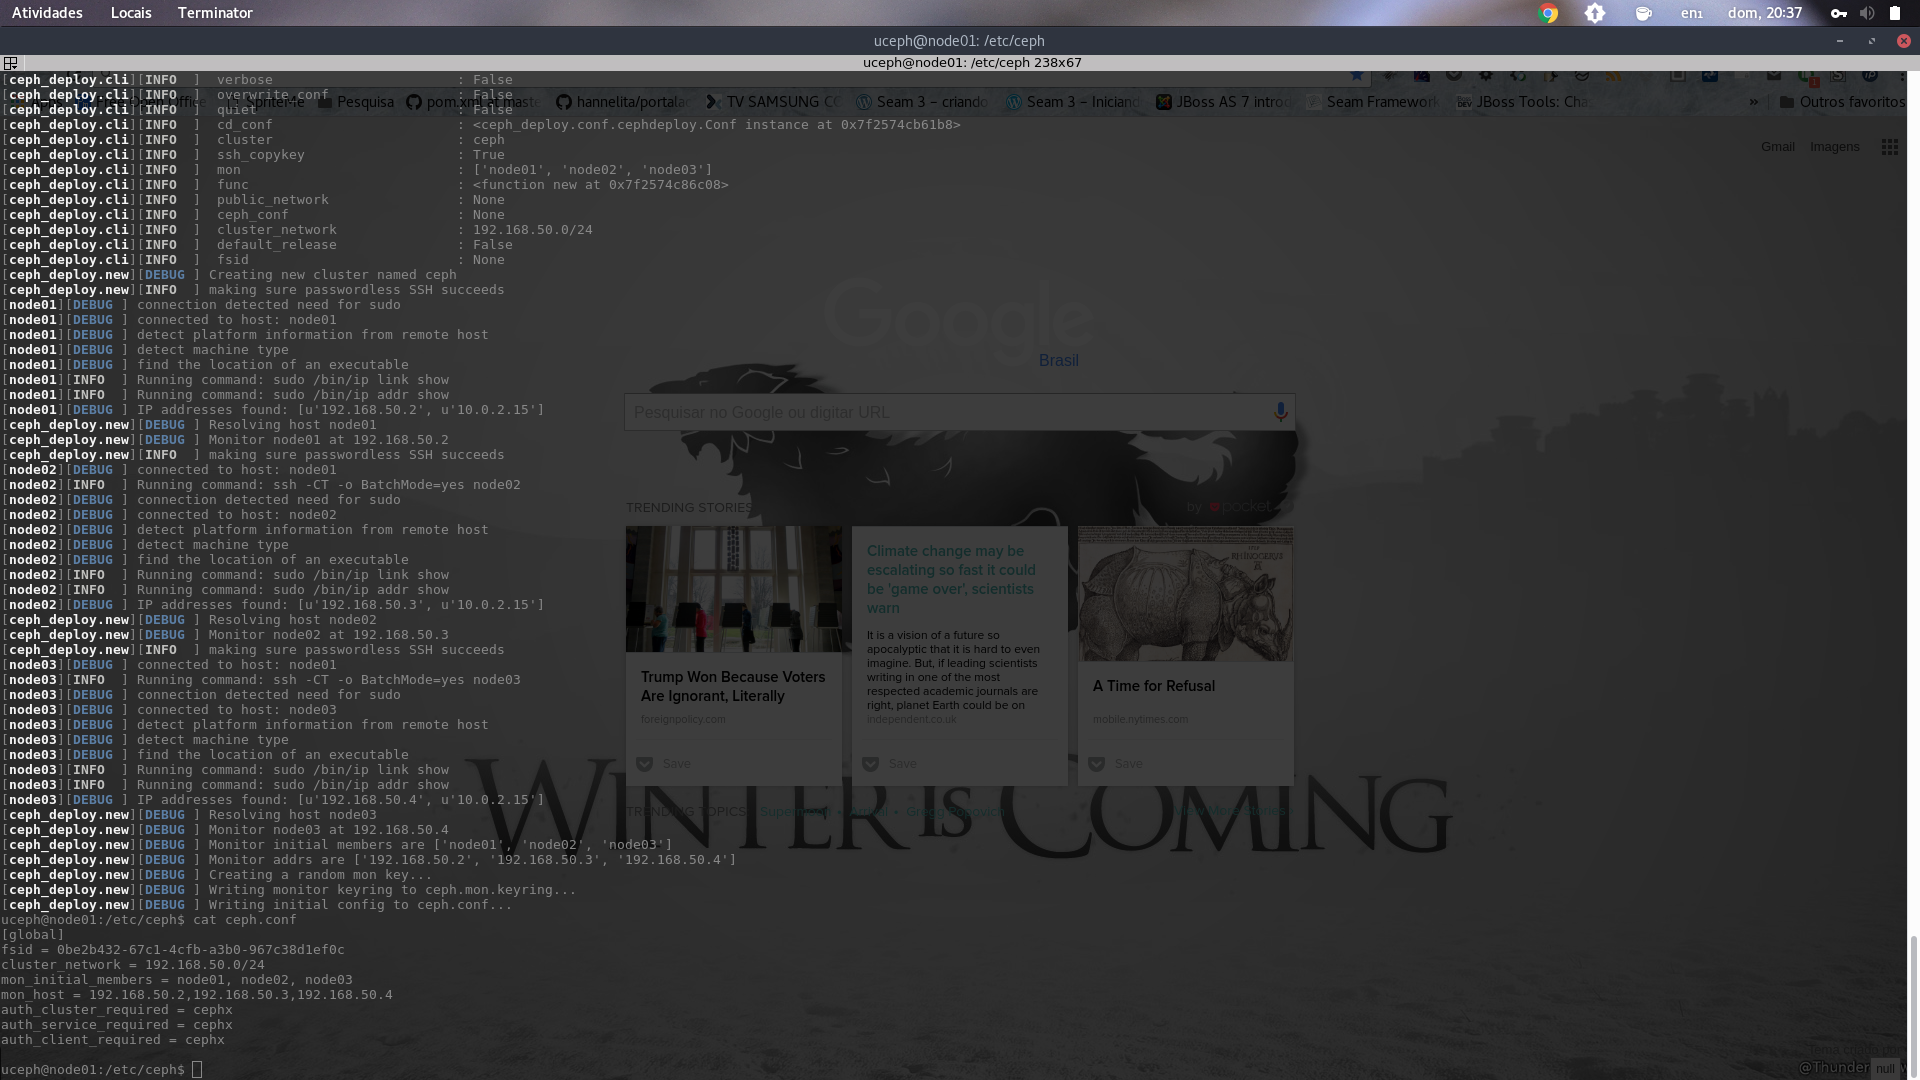 Atividades Locais Terminator en₁ dom, 20:37
uceph@node01: /etc/ceph
uceph@node01: /etc/ceph 238x67
[ceph_deploy.cli][INFO  ]  verbose                       : False
[ceph_deploy.cli][INFO  ]  overwrite_conf                : False
Pesquisa pom.xml at maste hannelita/portalac TV SAMSUNG CC Seam 3 – criando Seam 3 – Iniciand JBoss AS 7 introd Seam Framework JBoss Tools: Cha » Outros favoritos
[ceph_deploy.cli][INFO  ]  quiet                         : False
[ceph_deploy.cli][INFO  ]  cd_conf                       : <ceph_deploy.conf.cephdeploy.Conf instance at 0x7f2574cb61b8>
[ceph_deploy.cli][INFO  ]  cluster                       : ceph
[ceph_deploy.cli][INFO  ]  ssh_copykey                   : True
[ceph_deploy.cli][INFO  ]  mon                           : ['node01', 'node02', 'node03']
[ceph_deploy.cli][INFO  ]  func                          : <function new at 0x7f2574c86c08>
[ceph_deploy.cli][INFO  ]  public_network                : None
[ceph_deploy.cli][INFO  ]  ceph_conf                     : None
[ceph_deploy.cli][INFO  ]  cluster_network               : 192.168.50.0/24
[ceph_deploy.cli][INFO  ]  default_release               : False
[ceph_deploy.cli][INFO  ]  fsid                          : None
[ceph_deploy.new][DEBUG ] Creating new cluster named ceph
[ceph_deploy.new][INFO  ] making sure passwordless SSH succeeds
[node01][DEBUG ] connection detected need for sudo
[node01][DEBUG ] connected to host: node01
[node01][DEBUG ] detect platform information from remote host
[node01][DEBUG ] detect machine type
[node01][DEBUG ] find the location of an executable
[node01][INFO  ] Running command: sudo /bin/ip link show
[node01][INFO  ] Running command: sudo /bin/ip addr show
[node01][DEBUG ] IP addresses found: [u'192.168.50.2', u'10.0.2.15']
[ceph_deploy.new][DEBUG ] Resolving host node01
[ceph_deploy.new][DEBUG ] Monitor node01 at 192.168.50.2
[ceph_deploy.new][INFO  ] making sure passwordless SSH succeeds
[node02][DEBUG ] connected to host: node01
[node02][INFO  ] Running command: ssh -CT -o BatchMode=yes node02
[node02][DEBUG ] connection detected need for sudo
[node02][DEBUG ] connected to host: node02
[node02][DEBUG ] detect platform information from remote host
[node02][DEBUG ] detect machine type
[node02][DEBUG ] find the location of an executable
[node02][INFO  ] Running command: sudo /bin/ip link show
[node02][INFO  ] Running command: sudo /bin/ip addr show
[node02][DEBUG ] IP addresses found: [u'192.168.50.3', u'10.0.2.15']
[ceph_deploy.new][DEBUG ] Resolving host node02
[ceph_deploy.new][DEBUG ] Monitor node02 at 192.168.50.3
[ceph_deploy.new][INFO  ] making sure passwordless SSH succeeds
[node03][DEBUG ] connected to host: node01
[node03][INFO  ] Running command: ssh -CT -o BatchMode=yes node03
[node03][DEBUG ] connection detected need for sudo
[node03][DEBUG ] connected to host: node03
[node03][DEBUG ] detect platform information from remote host
[node03][DEBUG ] detect machine type
[node03][DEBUG ] find the location of an executable
[node03][INFO  ] Running command: sudo /bin/ip link show
[node03][INFO  ] Running command: sudo /bin/ip addr show
[node03][DEBUG ] IP addresses found: [u'192.168.50.4', u'10.0.2.15']
[ceph_deploy.new][DEBUG ] Resolving host node03
[ceph_deploy.new][DEBUG ] Monitor node03 at 192.168.50.4
[ceph_deploy.new][DEBUG ] Monitor initial members are ['node01', 'node02', 'node03']
[ceph_deploy.new][DEBUG ] Monitor addrs are ['192.168.50.2', '192.168.50.3', '192.168.50.4']
[ceph_deploy.new][DEBUG ] Creating a random mon key...
[ceph_deploy.new][DEBUG ] Writing monitor keyring to ceph.mon.keyring...
[ceph_deploy.new][DEBUG ] Writing initial config to ceph.conf...
uceph@node01:/etc/ceph$ cat ceph.conf
[global]
fsid = 0be2b432-67c1-4cfb-a3b0-967c38d1ef0c
cluster_network = 192.168.50.0/24
mon_initial_members = node01, node02, node03
mon_host = 192.168.50.2,192.168.50.3,192.168.50.4
auth_cluster_required = cephx
auth_service_required = cephx
auth_client_required = cephx
uceph@node01:/etc/ceph$
Gmail Imagens
Google
Brasil
Pesquisar no Google ou digitar URL
TRENDING STORIES
by pocket
Trump Won Because Voters
Are Ignorant, Literally
foreignpolicy.com
Save
Climate change may be
escalating so fast it could
be 'game over', scientists
warn
It is a vision of a future so
apocalyptic that it is hard to even
imagine. But, if leading scientists
writing in one of the most
respected academic journals are
right, planet Earth could be on
independent.co.uk
Save
RHINOCERVS
A Time for Refusal
mobile.nytimes.com
Save
TRENDING TOPICS
Gregg Popovich
View More Stories
WINTER IS COMING
@Thunder
null